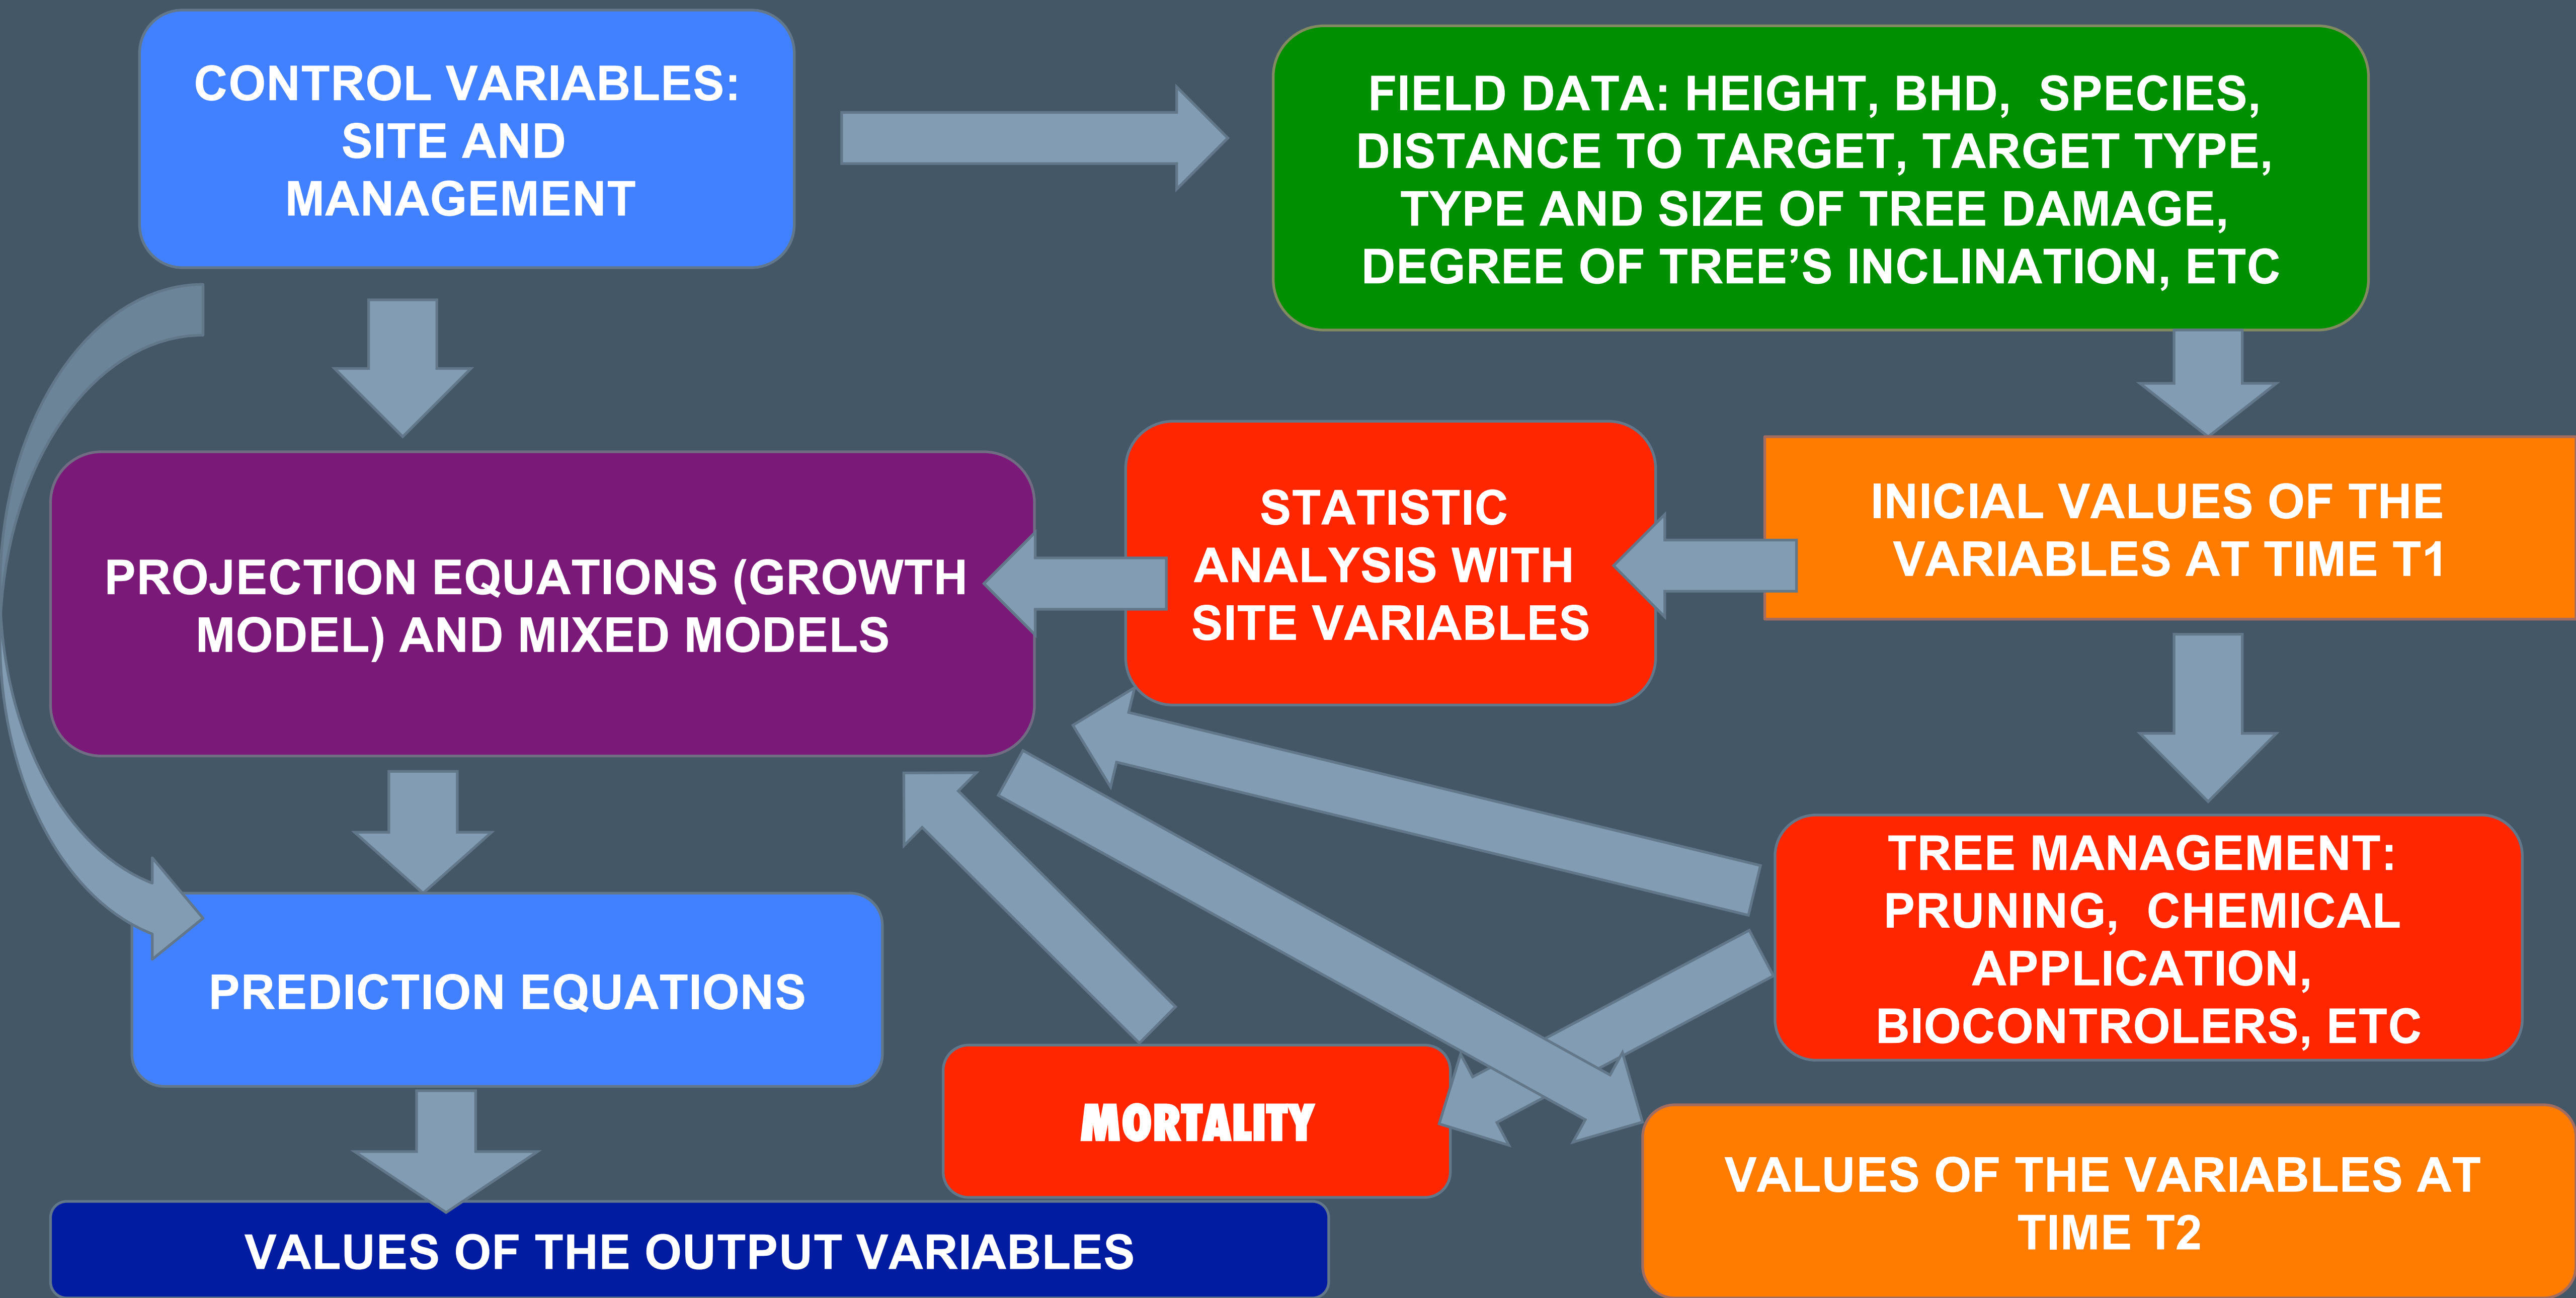 CONTROL VARIABLES:
SITE AND
MANAGEMENT
FIELD DATA: HEIGHT, BHD, SPECIES,
DISTANCE TO TARGET, TARGET TYPE,
TYPE AND SIZE OF TREE DAMAGE,
DEGREE OF TREE’S INCLINATION, ETC
PROJECTION EQUATIONS (GROWTH
MODEL) AND MIXED MODELS
STATISTIC
ANALYSIS WITH
SITE VARIABLES
INICIAL VALUES OF THE
VARIABLES AT TIME T1
TREE MANAGEMENT:
PRUNING, CHEMICAL
APPLICATION,
BIOCONTROLERS, ETC
PREDICTION EQUATIONS
MORTALITY
VALUES OF THE VARIABLES AT
TIME T2
VALUES OF THE OUTPUT VARIABLES